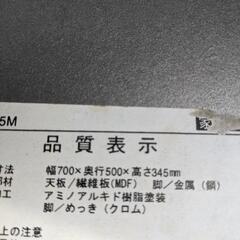 5M
家
品質表示
寸法 幅700×奥行500×高さ345mm
部材 天板/繊維板(MDF) 脚/金属(鋼)
加工 アミノアルキド樹脂塗装
脚/めっき(クロム)
上の注意